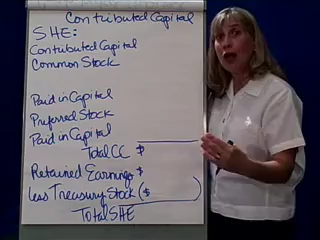 Contributed Capital
SHE:
Contributed Capital
Common Stock
Paid in Capital
Preferred Stock
Paid in Capital
Total CC $
Retained Earnings $
Less Treasury Stock ($ )
Total SHE